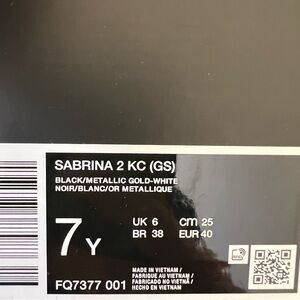 SABRINA 2 KC (GS)
BLACK/METALLIC GOLD-WHITE
NOIR/BLANC/OR METALLIQUE
7Y
UK 6 cm 25
BR 38 EUR 40
FQ7377 001
MADE IN VIETNAM /
FABRIQUE AU VIETNAM /
FABRICADO NO VIETNÃ /
HECHO EN VIETNAM